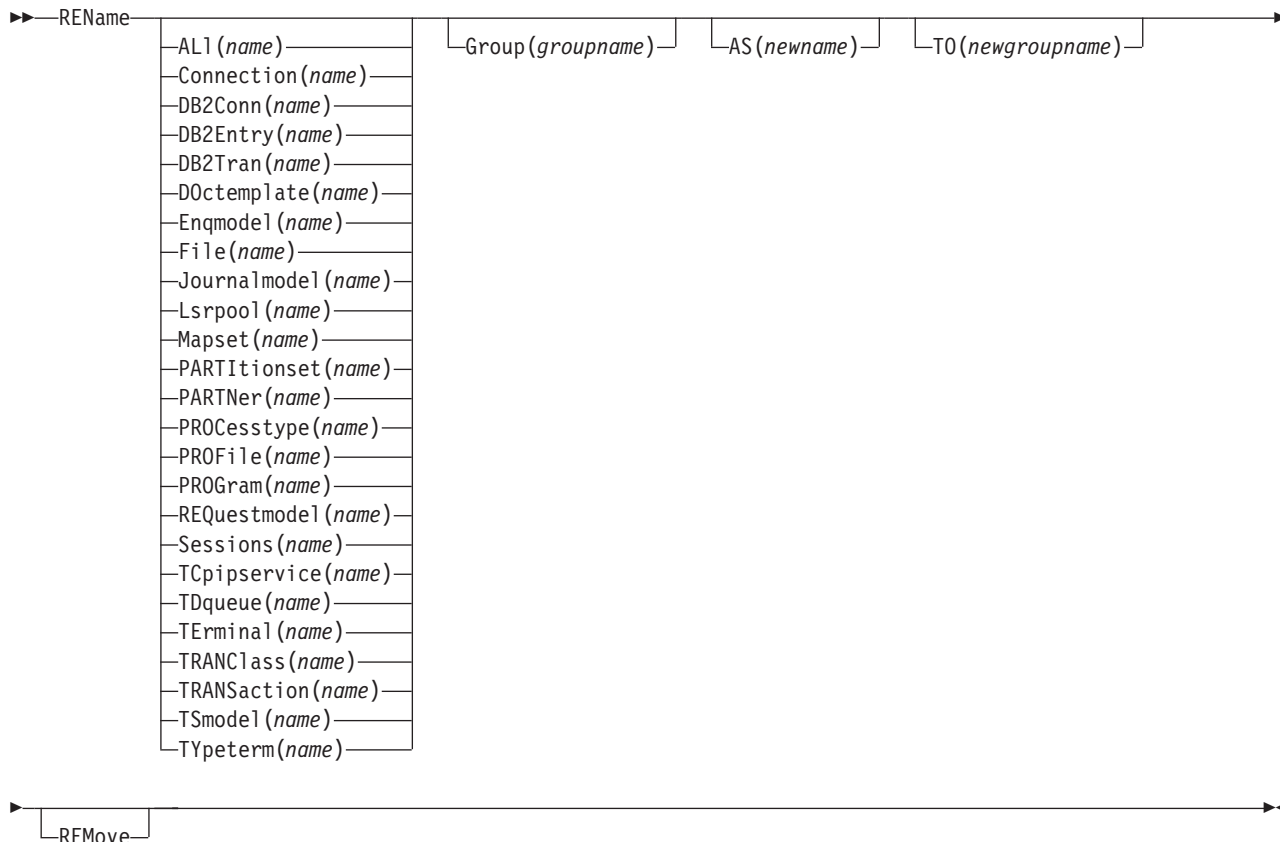 REName
ALl(name)
Group(groupname)
AS(newname)
TO(newgroupname)
Connection(name)
DB2Conn(name)
DB2Entry(name)
DB2Tran(name)
DOctemplate(name)
Enqmodel(name)
File(name)
Journalmodel(name)
Lsrpool(name)
Mapset(name)
PARTItionset(name)
PARTNer(name)
PROCesstype(name)
PROFile(name)
PROGram(name)
REQuestmodel(name)
Sessions(name)
TCpipservice(name)
TDqueue(name)
TErminal(name)
TRANClass(name)
TRANSaction(name)
TSmodel(name)
TYpeterm(name)
REMove